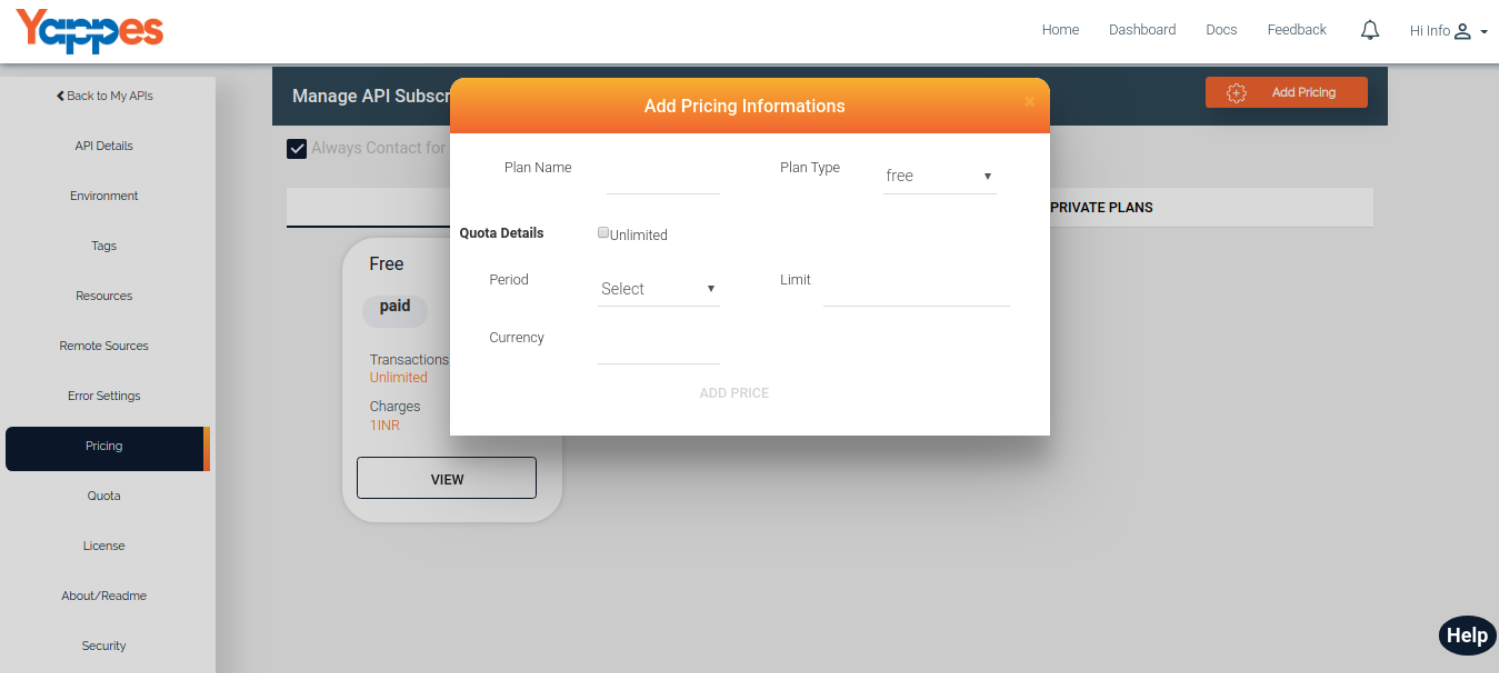 Yappes
Home Dashboard Docs Feedback Hi Info
Back to My APIs
API Details
Environment
Tags
Resources
Remote Sources
Error Settings
Pricing
Quota
License
About/Readme
Security
Manage API Subscr
Add Pricing
Always Contact for
PRIVATE PLANS
Free
paid
Transactions
Unlimited
Charges
1INR
VIEW
Add Pricing Informations ×
Plan Name Plan Type free
Quota Details Unlimited
Period Select Limit
Currency
ADD PRICE
Help